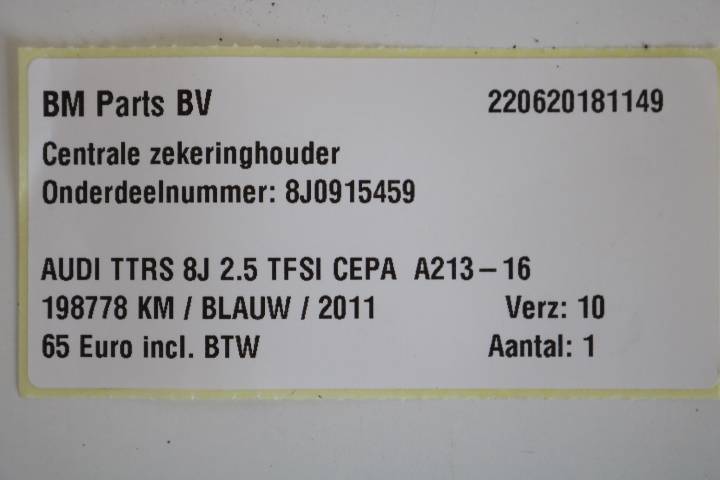 BM Parts BV 220620181149
Centrale zekeringhouder
Onderdeelnummer: 8J0915459
AUDI TTRS 8J 2.5 TFSI CEPA A213-16
198778 KM / BLAUW / 2011 Verz: 10
65 Euro incl. BTW Aantal: 1